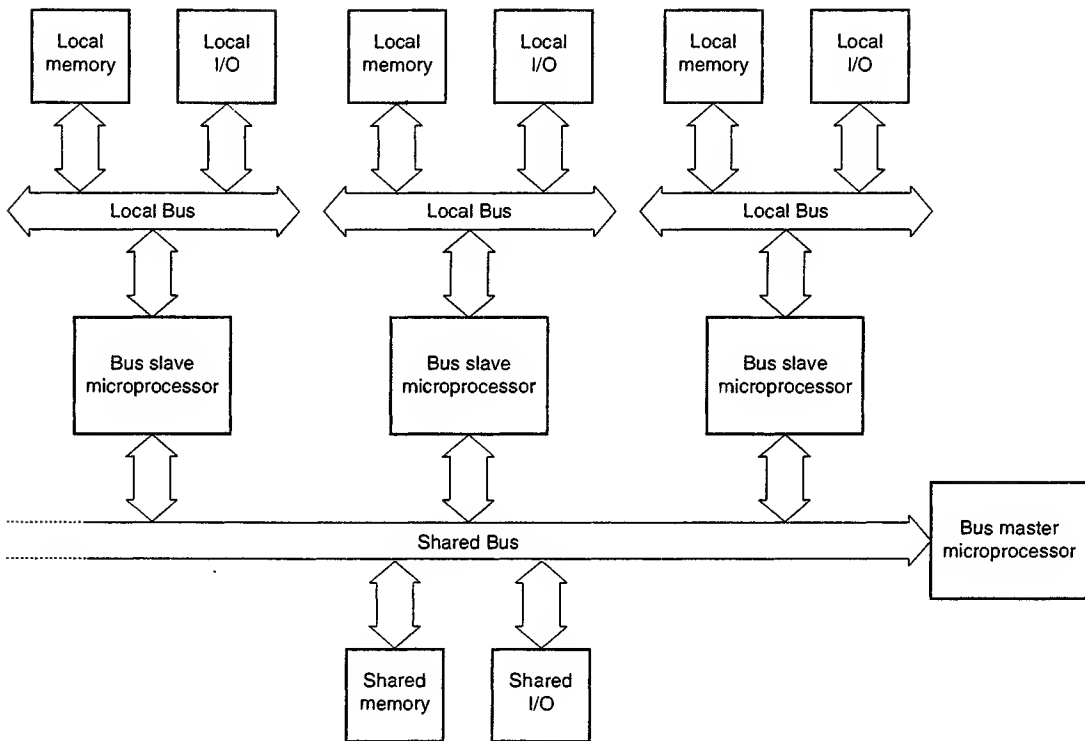 Local
memory
Local
I/O
Local
memory
Local
I/O
Local
memory
Local
I/O
Local Bus
Local Bus
Local Bus
Bus slave
microprocessor
Bus slave
microprocessor
Bus slave
microprocessor
Shared Bus
Bus master
microprocessor
Shared
memory
Shared
I/O